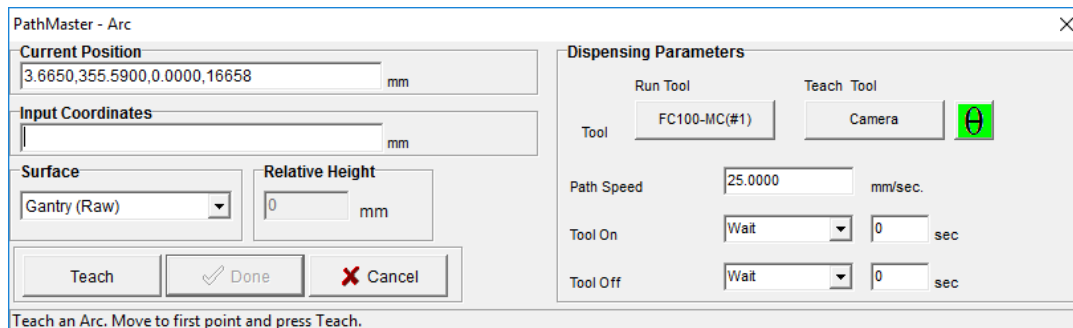 PathMaster - Arc
Current Position
3.6650,355.5900,0.0000,16658
mm
Input Coordinates
mm
Surface
Gantry (Raw)
Relative Height
0
mm
Teach
Done
Cancel
Dispensing Parameters
Run Tool
Teach Tool
Tool
FC100-MC(#1)
Camera
θ
Path Speed
25.0000
mm/sec.
Tool On
Wait
0
sec
Tool Off
Wait
0
sec
Teach an Arc. Move to first point and press Teach.